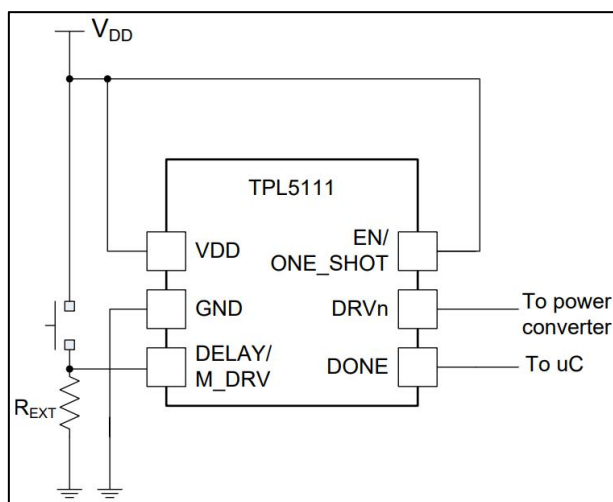 VDD
TPL5111
VDD
EN/
ONE_SHOT
GND
DRVn
To power
converter
DELAY/
M_DRV
DONE
To uC
REXT